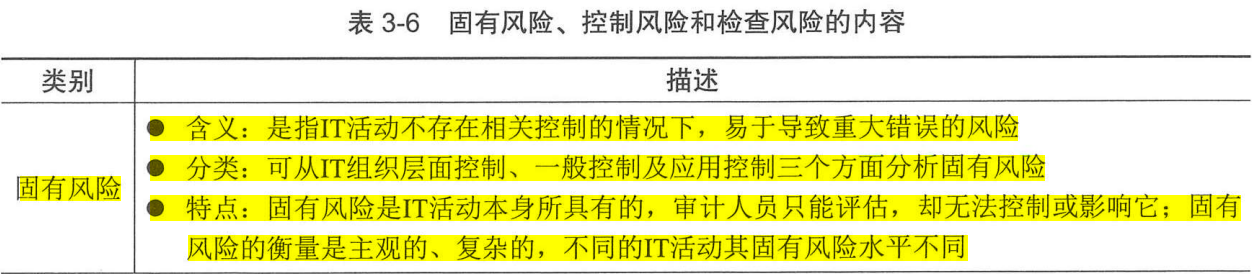 表 3-6 固有风险、控制风险和检查风险的内容
类别 描述
● 含义：是指IT活动不存在相关控制的情况下，易于导致重大错误的风险
● 分类：可从IT组织层面控制、一般控制及应用控制三个方面分析固有风险
固有风险
● 特点：固有风险是IT活动本身所具有的，审计人员只能评估，却无法控制或影响它；固有
风险的衡量是主观的、复杂的，不同的IT活动其固有风险水平不同